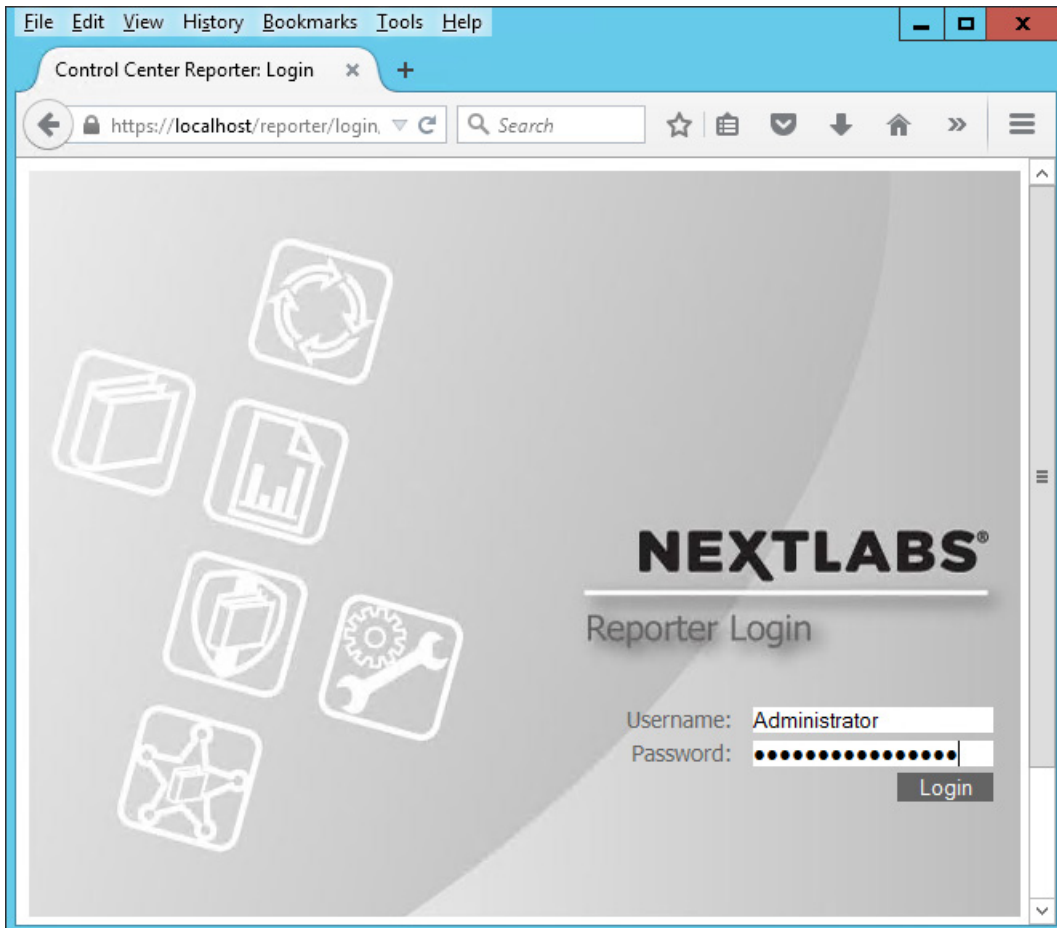 File Edit View History Bookmarks Tools Help
Control Center Reporter: Login
https://localhost/reporter/login.
Search
NEXTLABS®
Reporter Login
Username: Administrator
Password: ••••••••••••••••
Login